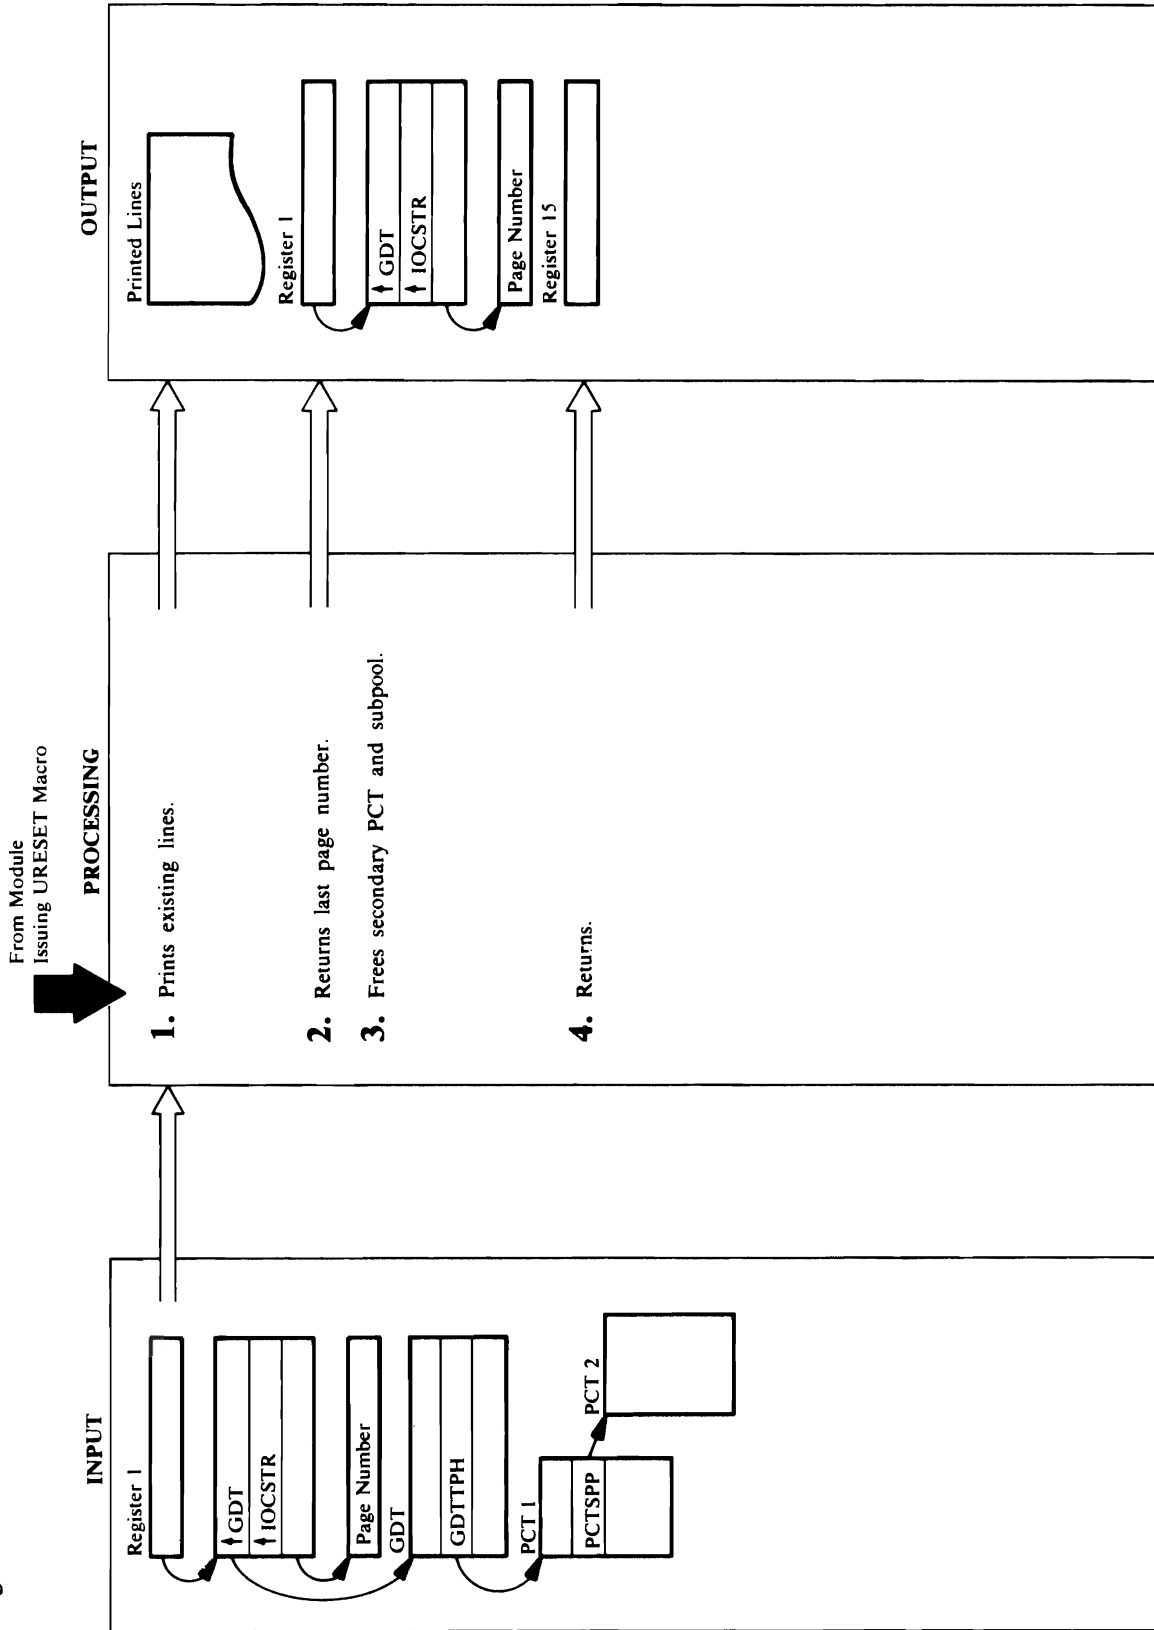 From Module
Issuing URESET Macro
INPUT
PROCESSING
OUTPUT
Register 1
↑GDT
↑IOCSTR
Page Number
GDT
GDTTPH
PCT 1
PCTSPP
PCT 2
1. Prints existing lines.
2. Returns last page number.
3. Frees secondary PCT and subpool.
4. Returns.
Printed Lines
Register 1
↑ GDT
↑ IOCSTR
Page Number
Register 15